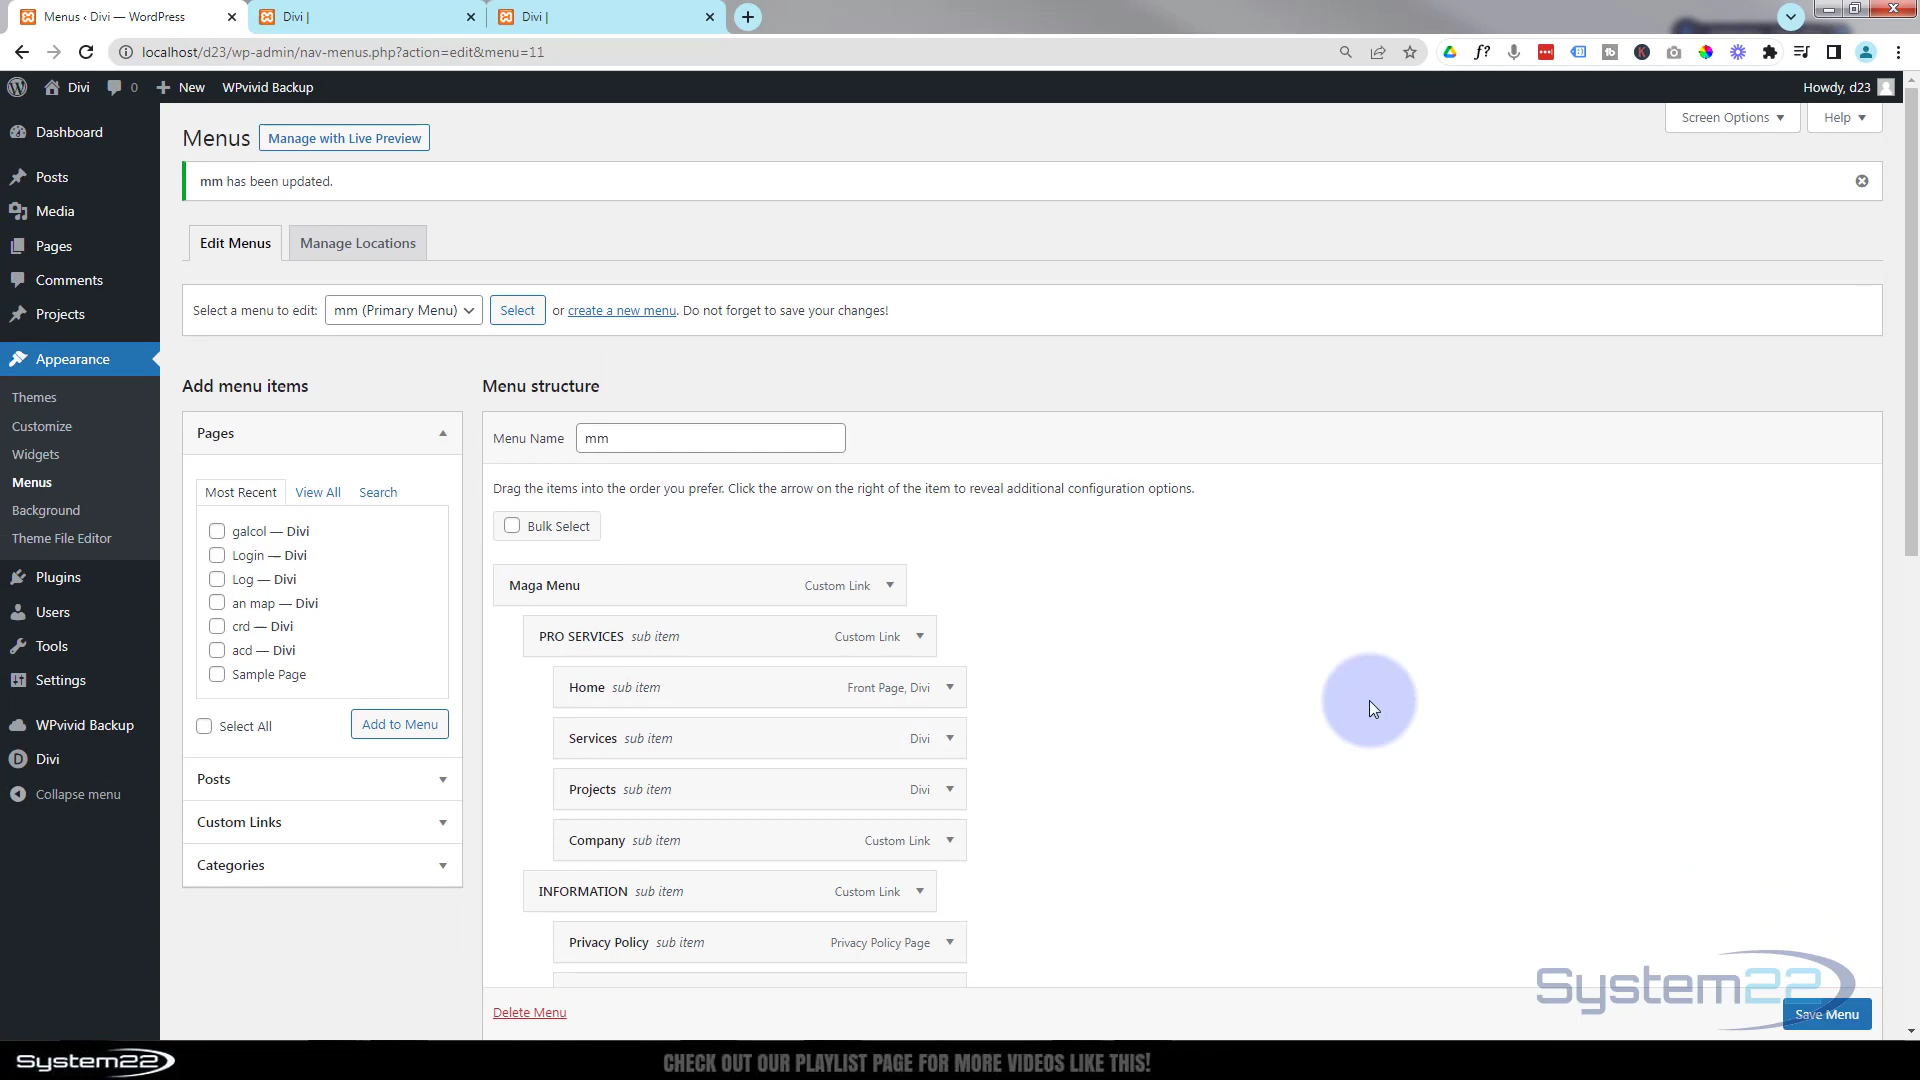 Menus ‹ Divi — WordPress
Divi |
Divi |
localhost/d23/wp-admin/nav-menus.php?action=edit&menu=11
Divi
0
New
WPvivid Backup
Howdy, d23
Dashboard
Posts
Media
Pages
Comments
Projects
Appearance
Themes
Customize
Widgets
Menus
Background
Theme File Editor
Plugins
Users
Tools
Settings
WPvivid Backup
Divi
Collapse menu
Menus
Manage with Live Preview
Screen Options
Help
mm has been updated.
Edit Menus
Manage Locations
Select a menu to edit: mm (Primary Menu) Select or create a new menu. Do not forget to save your changes!
Add menu items
Pages
Most Recent
View All
Search
galcol — Divi
Login — Divi
Log — Divi
an map — Divi
crd — Divi
acd — Divi
Sample Page
Select All
Add to Menu
Posts
Custom Links
Categories
Menu structure
Menu Name mm
Drag the items into the order you prefer. Click the arrow on the right of the item to reveal additional configuration options.
Bulk Select
Maga Menu Custom Link
PRO SERVICES sub item Custom Link
Home sub item Front Page, Divi
Services sub item Divi
Projects sub item Divi
Company sub item Custom Link
INFORMATION sub item Custom Link
Privacy Policy sub item Privacy Policy Page
Delete Menu
System22
Save Menu
System22
CHECK OUT OUR PLAYLIST PAGE FOR MORE VIDEOS LIKE THIS!